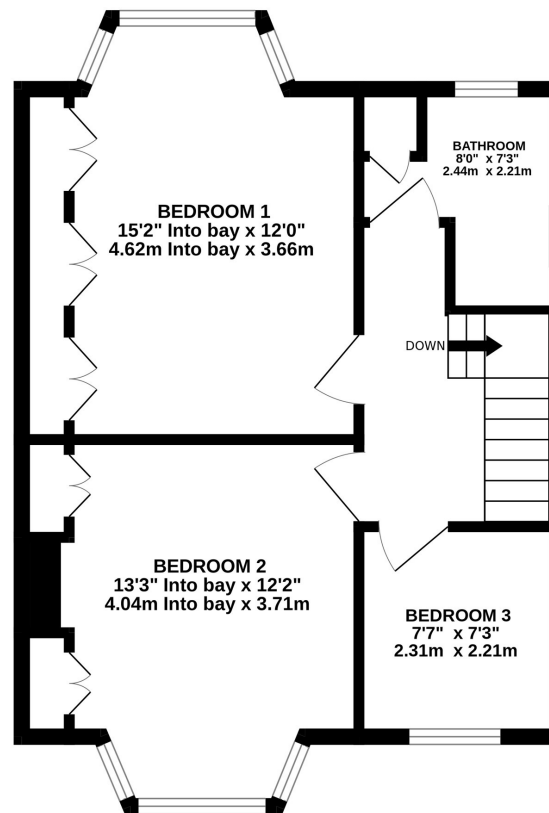 BATHROOM
8'0" x 7'3"
2.44m x 2.21m
BEDROOM 1
15'2" Into bay x 12'0"
4.62m Into bay x 3.66m
DOWN
BEDROOM 2
13'3" Into bay x 12'2"
4.04m Into bay x 3.71m
BEDROOM 3
7'7" x 7'3"
2.31m x 2.21m